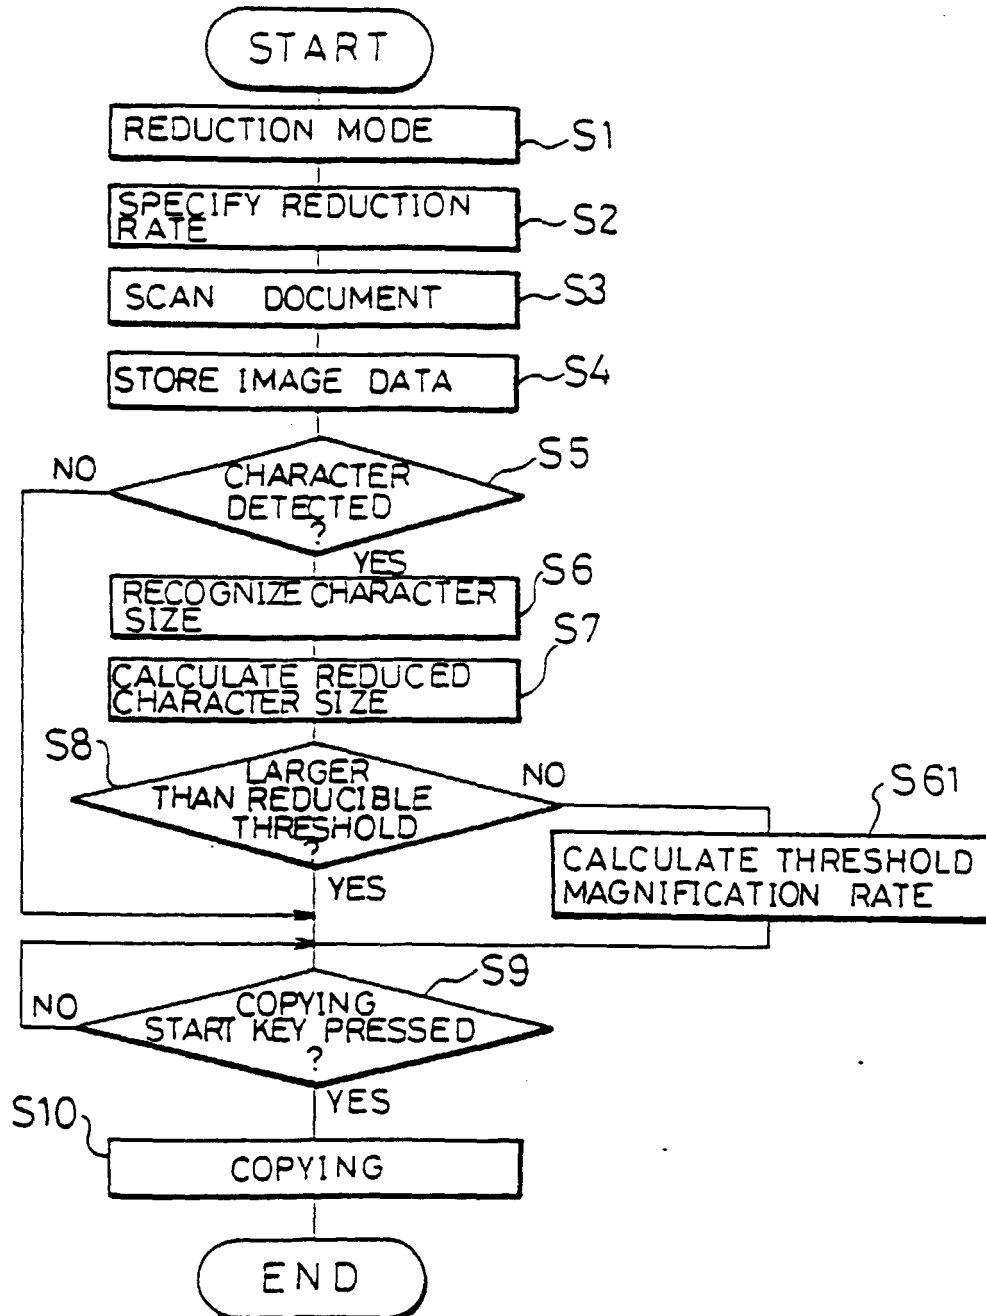 START
REDUCTION MODE
S1
SPECIFY REDUCTION
RATE
S2
SCAN DOCUMENT
S3
STORE IMAGE DATA
S4
NO
CHARACTER
DETECTED
?
S5
YES
RECOGNIZE CHARACTER
SIZE
S6
CALCULATE REDUCED
CHARACTER SIZE
S7
S8
LARGER
THAN REDUCIBLE
THRESHOLD
?
NO
S61
CALCULATE THRESHOLD
MAGNIFICATION RATE
YES
NO
COPYING
START KEY PRESSED
?
S9
YES
S10
COPYING
END